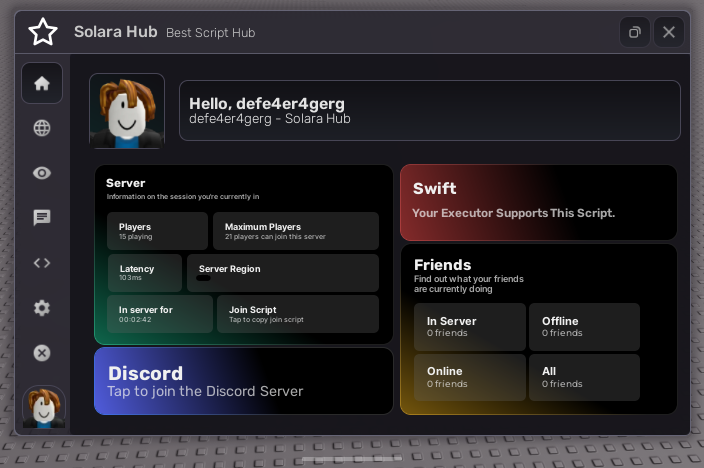 Solara Hub Best Script Hub
Hello, defe4er4gerg
defe4er4gerg - Solara Hub
Server
Information on the session you're currently in
Players
15 playing
Maximum Players
21 players can join this server
Latency
103ms
Server Region
In server for
00:02:42
Join Script
Tap to copy join script
Discord
Tap to join the Discord Server
Swift
Your Executor Supports This Script.
Friends
Find out what your friends
are currently doing
In Server
0 friends
Offline
0 friends
Online
0 friends
All
0 friends